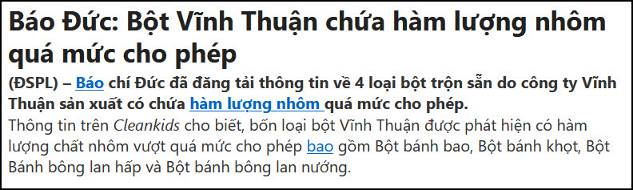 Báo Đức: Bột Vĩnh Thuận chứa hàm lượng nhôm
quá mức cho phép
(ĐSPL) – Báo chí Đức đã đăng tải thông tin về 4 loại bột trộn sẵn do công ty Vĩnh
Thuận sản xuất có chứa hàm lượng nhôm quá mức cho phép.
Thông tin trên Cleankids cho biết, bốn loại bột Vĩnh Thuận được phát hiện có hàm
lượng chất nhôm vượt quá mức cho phép bao gồm Bột bánh bao, Bột bánh khọt, Bột
Bánh bông lan hấp và Bột bánh bông lan nướng.